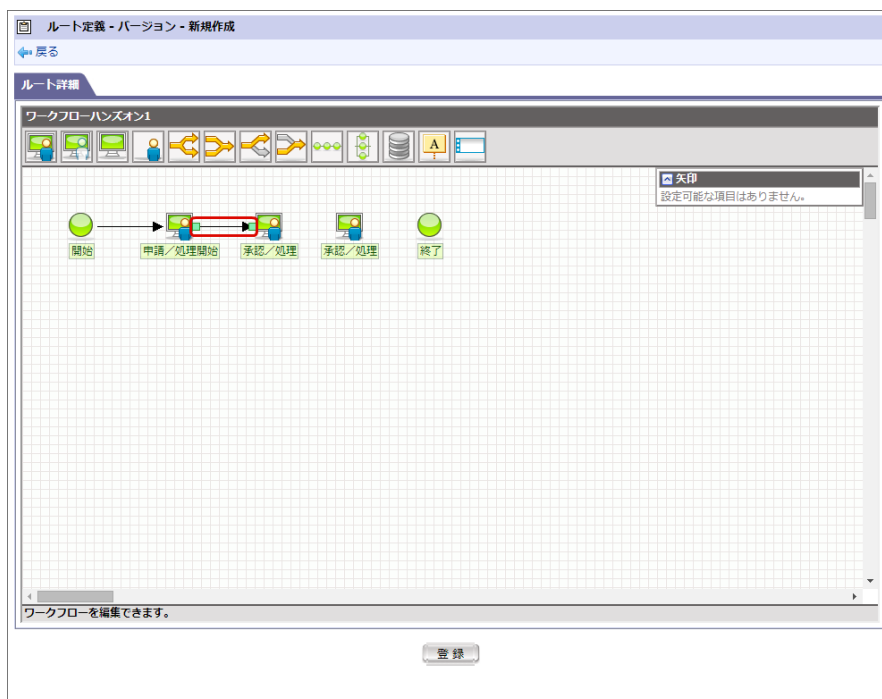 ルート定義 - バージョン - 新規作成
戻る
ルート詳細
ワークフローハンズオン1
A
矢印
設定可能な項目はありません。
開始
申請／処理開始
承認／処理
承認／処理
終了
ワークフローを編集できます。
登録